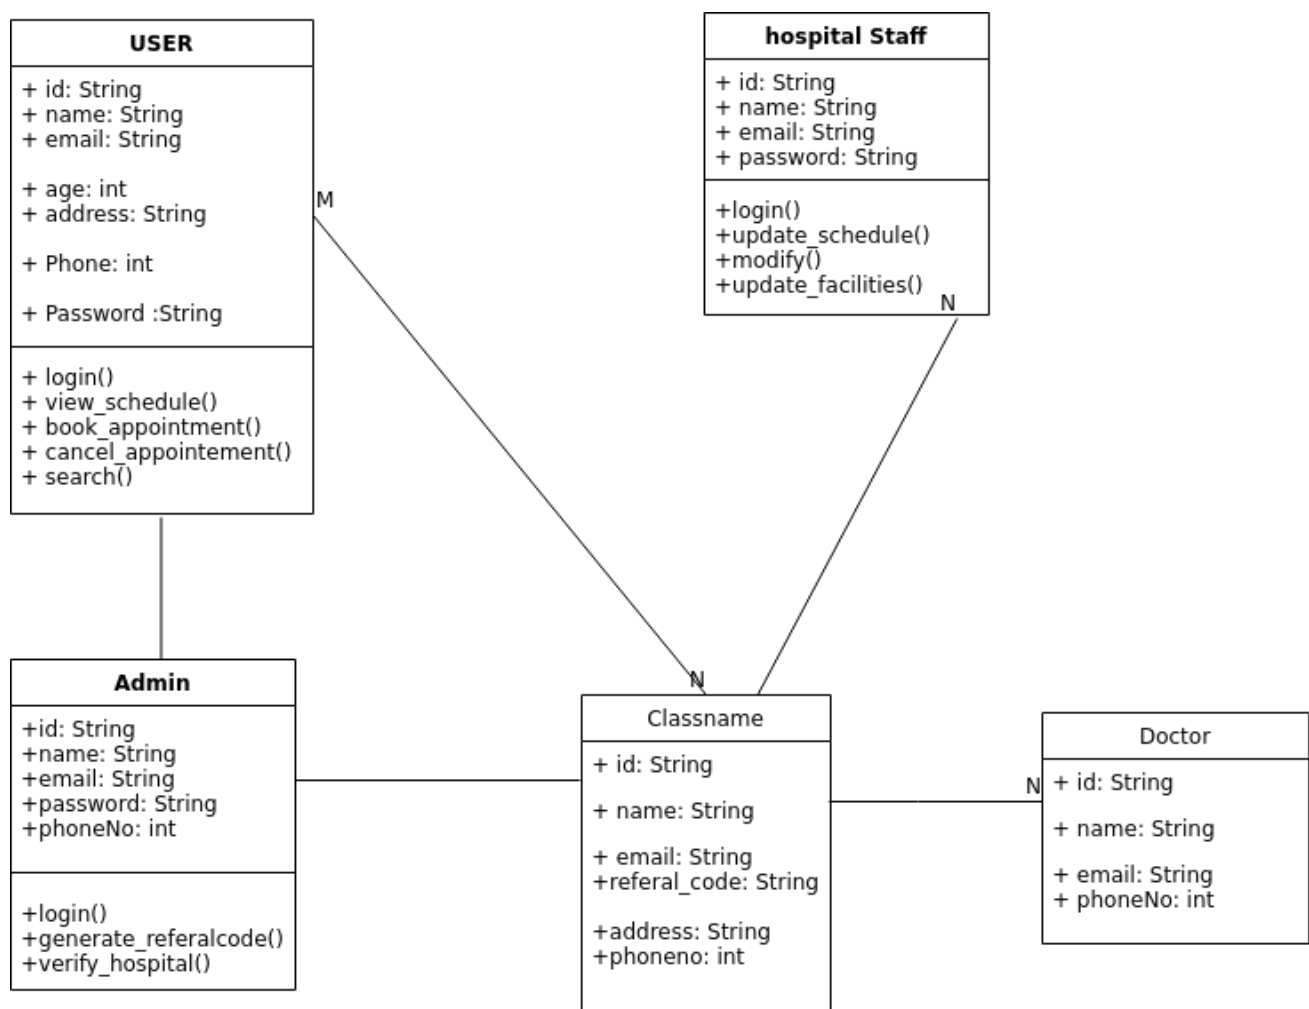 USER
+ id: String
+ name: String
+ email: String
+ age: int
+ address: String
+ Phone: int
+ Password :String
+ login()
+ view_schedule()
+ book_appointment()
+ cancel_appointement()
+ search()
M
hospital Staff
+ id: String
+ name: String
+ email: String
+ password: String
+login()
+update_schedule()
+modify()
+update_facilities()
N
Admin
+id: String
+name: String
+email: String
+password: String
+phoneNo: int
+login()
+generate_referalcode()
+verify_hospital()
N
Classname
+ id: String
+ name: String
+ email: String
+referal_code: String
+address: String
+phoneno: int
N
Doctor
+ id: String
+ name: String
+ email: String
+ phoneNo: int